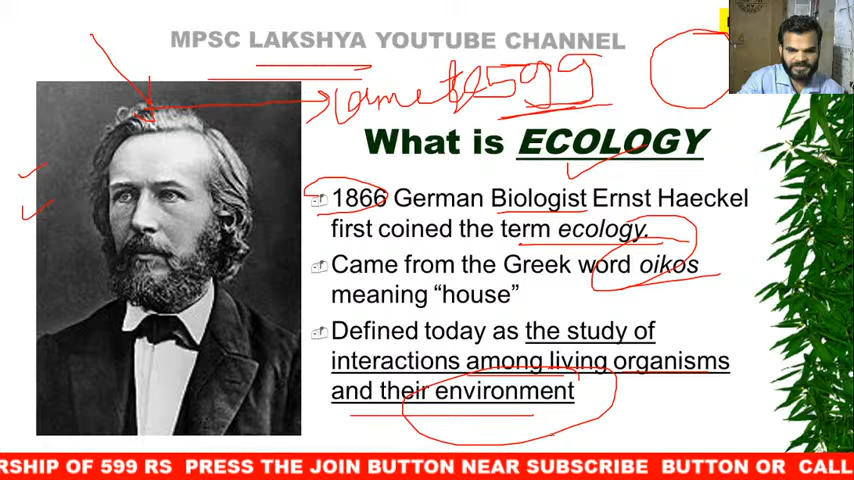 MPSC LAKSHYA YOUTUBE CHANNEL
599
What is ECOLOGY
1866 German Biologist Ernst Haeckel
first coined the term ecology.
Came from the Greek word oikos
meaning “house”
Defined today as the study of
interactions among living organisms
and their environment
RSHIP OF 599 RS PRESS THE JOIN BUTTON NEAR SUBSCRIBE BUTTON OR CALL